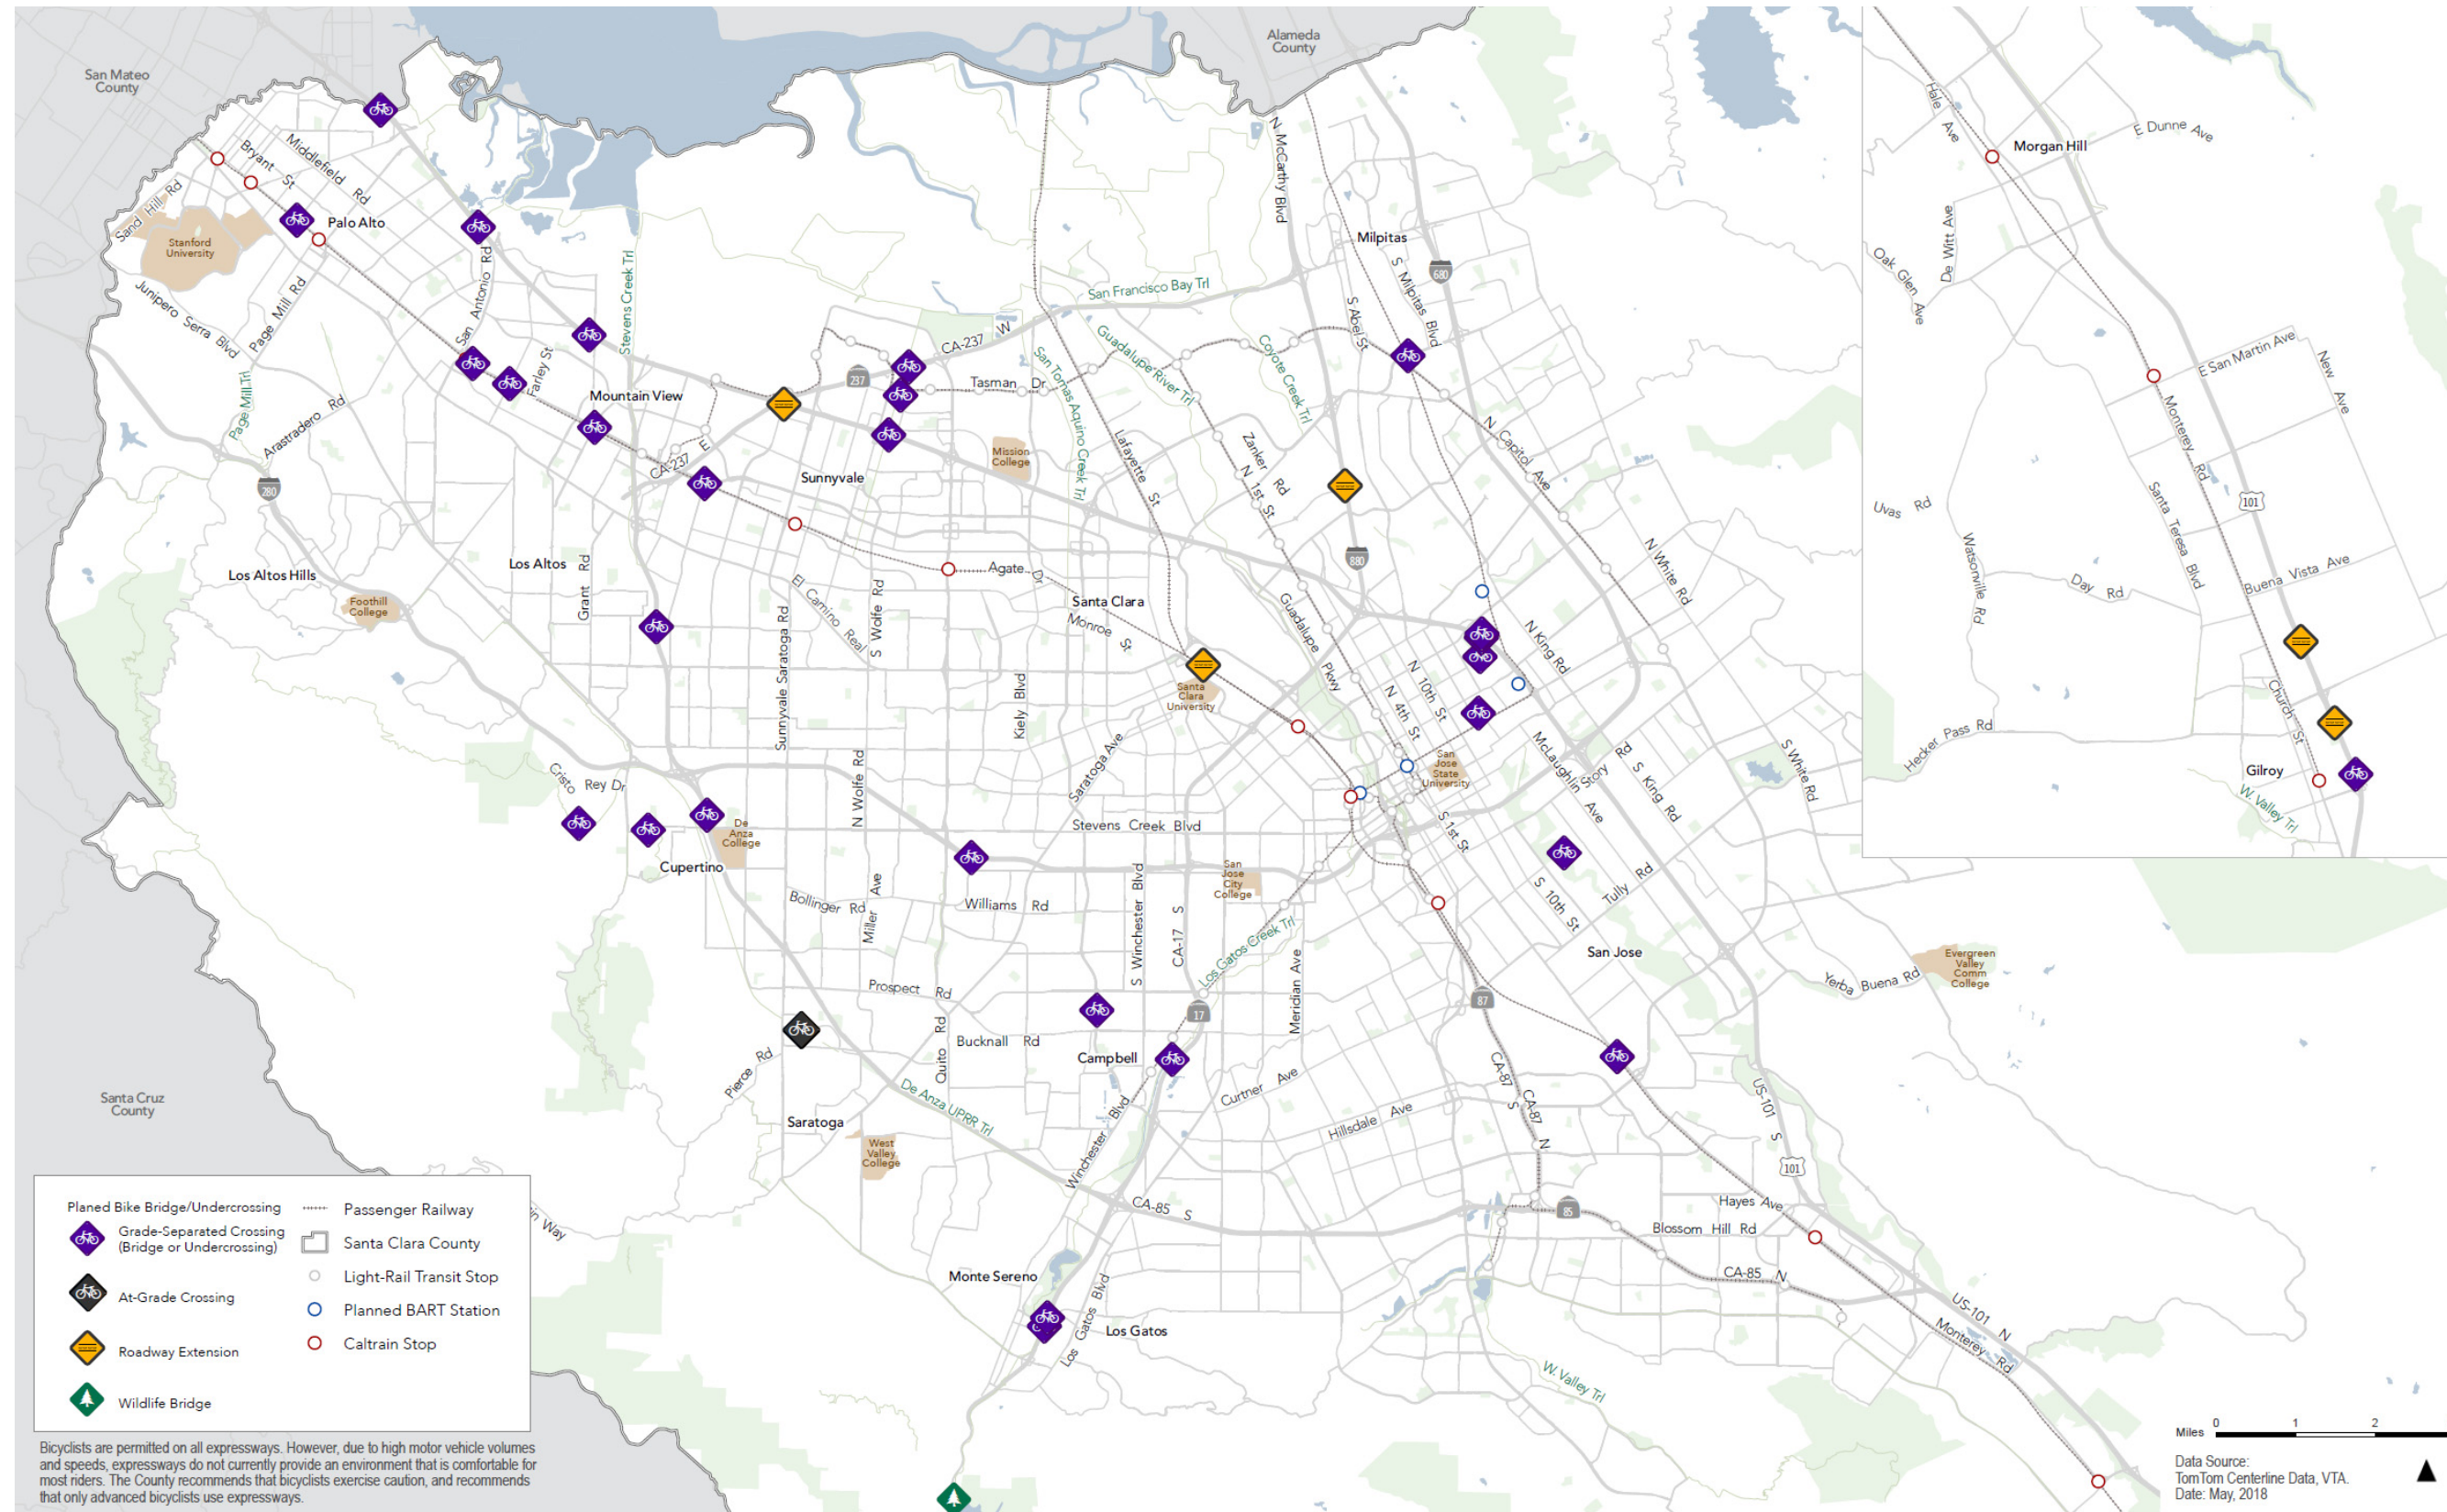 San Mateo
County
Alameda
County
Bryant St
Middlefield Rd
Sand Hill Rd
Palo Alto
Stanford
University
Junipero Serra Blvd
Page Mill Rd
San Antonio Rd
Stevens Creek Trl
Page Mill Trl
Arastradero Rd
Farley St
Mountain View
280
Los Altos Hills
Foothill
College
Los Altos
Grant Rd
CA-237 E
237
CA-237 W
San Francisco Bay Trl
Tasman Dr
San Tomas Aquino Creek Trl
Guadalupe River Trl
Coyote Creek Trl
N McCarthy Blvd
Milpitas
S Milpitas Blvd
S Abel St
680
Mission
College
Sunnyvale
Lafayette St
Zanker Rd
N 1st St
N Capitol Ave
880
N White Rd
Agate Dr
Santa Clara
Monroe St
El Camino Real
S Wolfe Rd
Sunnyvale Saratoga Rd
Kiely Blvd
Santa
Clara
University
Guadalupe Pkwy
N 10th St
N 4th St
N King Rd
San
Jose
State
University
McLaughlin Ave
Story Rd
S King Rd
S White Rd
Cristo Rey Dr
N Wolfe Rd
Saratoga Ave
De
Anza
College
Stevens Creek Blvd
Cupertino
S 1st St
San
Jose
City
College
S Winchester Blvd
CA-17 S
Bollinger Rd
Miller Ave
Williams Rd
S 10th St
Tully Rd
Los Gatos Creek Trl
Meridian Ave
San Jose
Evergreen
Valley
Comm
College
Yerba Buena Rd
Prospect Rd
87
17
Quito Rd
Bucknall Rd
Campbell
Pierce Rd
De Anza UPRR Trl
Saratoga
West
Valley
College
Winchester Blvd
Curtner Ave
Hillsdale Ave
CA-87 S
CA-87 N
US-101 S
101
Santa Cruz
County
CA-85 S
85
Hayes Ave
Blossom Hill Rd
CA-85 N
Monte Sereno
Los Gatos Blvd
Los Gatos
US-101 N
Monterey Rd
W. Valley Trl
Hale Ave
Morgan Hill
E Dunne Ave
De Witt Ave
Oak Glen Ave
E San Martin Ave
New Ave
Monterey Rd
Santa Teresa Blvd
101
Uvas Rd
Watsonville Rd
Day Rd
Buena Vista Ave
Church St
Hecker Pass Rd
Gilroy
W. Valley Trl
Planed Bike Bridge/Undercrossing
Grade-Separated Crossing
(Bridge or Undercrossing)
At-Grade Crossing
Roadway Extension
Wildlife Bridge
Passenger Railway
Santa Clara County
Light-Rail Transit Stop
Planned BART Station
Caltrain Stop
Way
Bicyclists are permitted on all expressways. However, due to high motor vehicle volumes
and speeds, expressways do not currently provide an environment that is comfortable for
most riders. The County recommends that bicyclists exercise caution, and recommends
that only advanced bicyclists use expressways.
0 1 2
Miles
Data Source:
TomTom Centerline Data, VTA.
Date: May, 2018